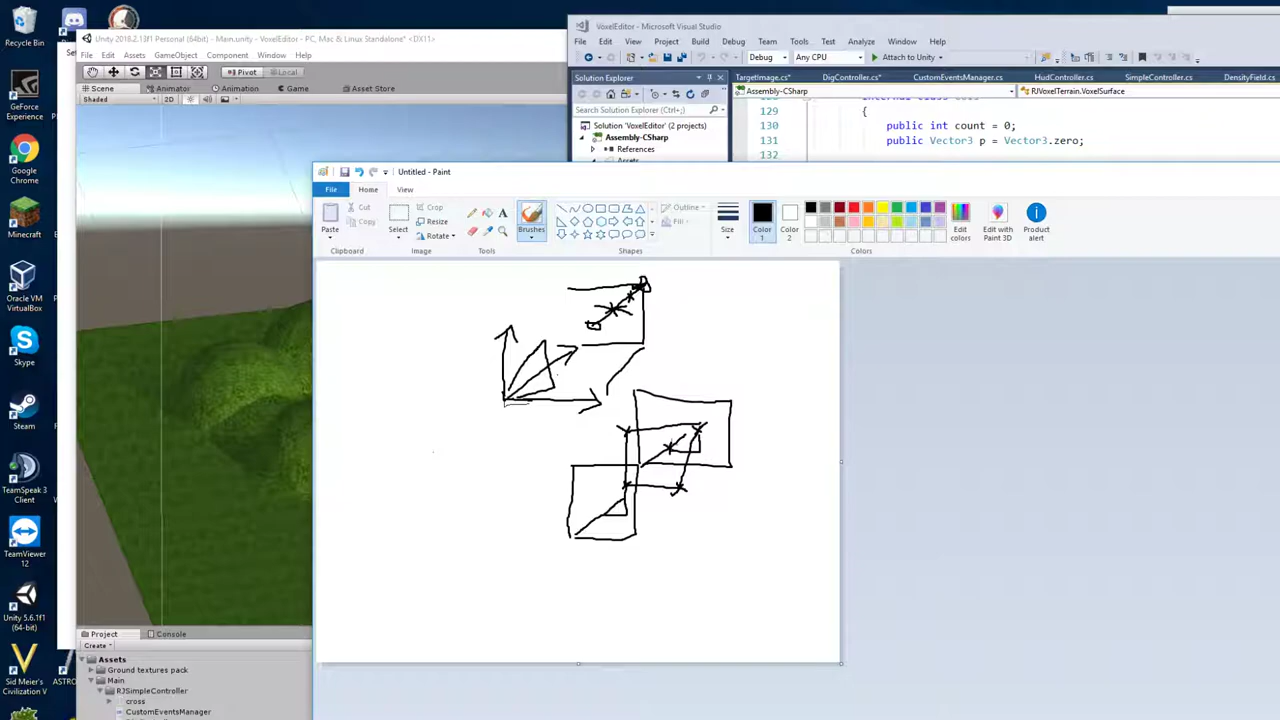 Recycle Bin
GeForce Experience
Google Chrome
Minecraft
Oracle VM VirtualBox
Skype
Steam
TeamSpeak 3 Client
TeamViewer 12
Unity 5.6.1f1 (64-bit)
Sid Meier's Civilization V
ASTRO
Se
Unity 2018.2.1f1 Personal (64bit) - Main.unity - VoxelEditor - PC, Mac & Linux Standalone* <DX11>
File Edit Assets GameObject Component Window Help
Pivot Local
Scene Animator Animation Game Asset Store
Shaded 2D
VoxelEditor - Microsoft Visual Studio
File Edit View Project Build Debug Team Tools Test Analyze Window Help
Debug Any CPU Attach to Unity
Solution Explorer
TargetImage.cs* DigController.cs* CustomEventsManager.cs HudController.cs SimpleController.cs DensityField.cs
Assembly-CSharp RJVoxelTerrain.VoxelSurface
Search Solution Explorer (Ctrl+;)
Solution 'VoxelEditor' (2 projects)
Assembly-CSharp
References
Assets
129 {
130 public int count = 0;
131 public Vector3 p = Vector3.zero;
132
Untitled - Paint
File Home View
Paste Cut Copy
Select Crop Resize Rotate
Brushes
Outline Fill
Size
Color 1 Color 2
Edit colors
Edit with Paint 3D
Product alert
Clipboard Image Tools Shapes Colors
Project Console
Create
Assets
Ground textures pack
Main
RJSimpleController
cross
CustomEventsManager